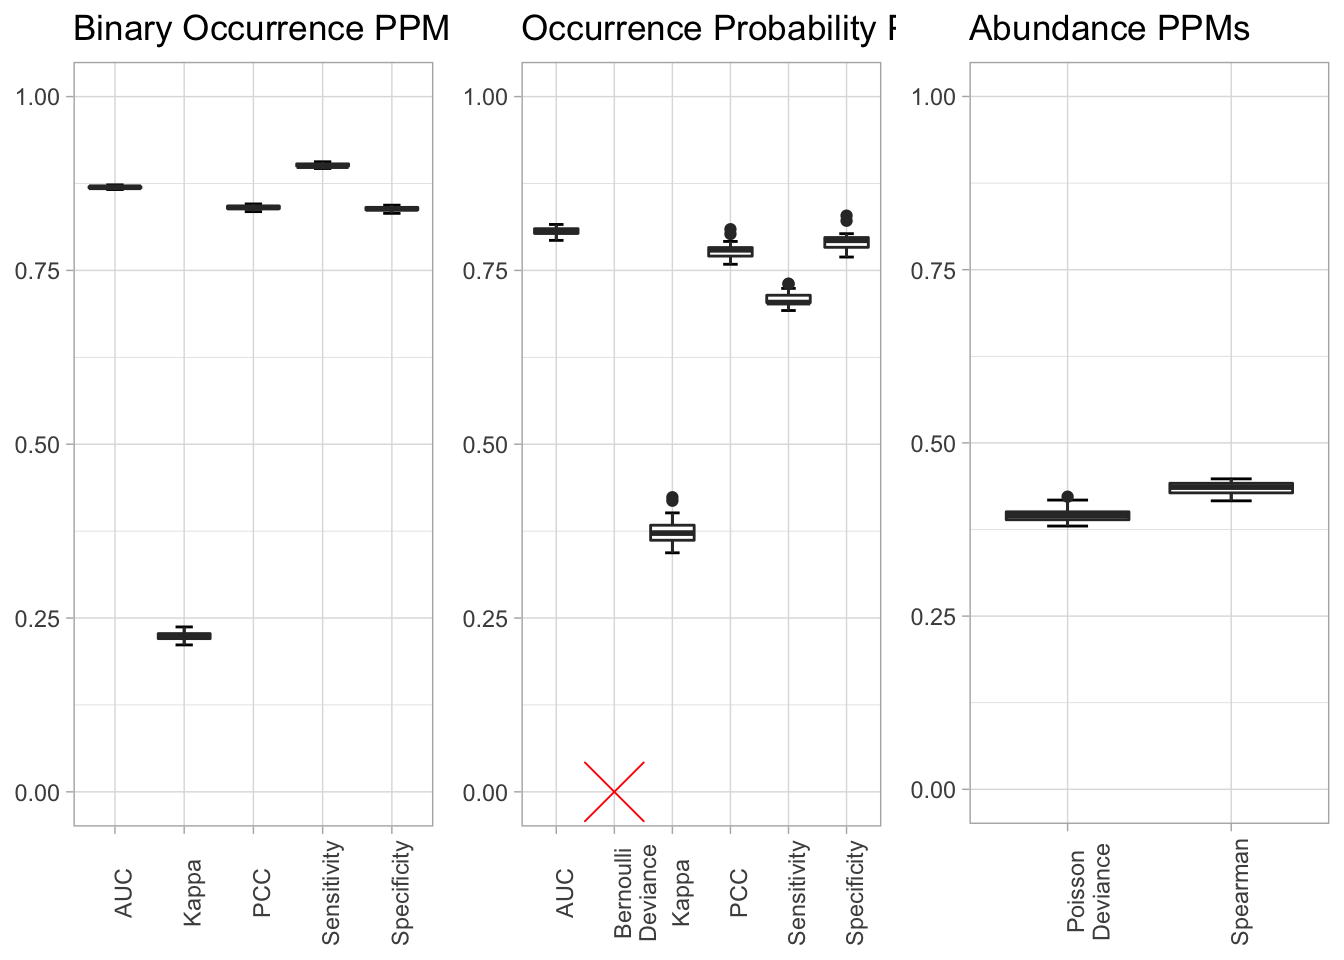 Binary Occurrence PPM
1.00
0.75
0.50
0.25
0.00
AUC
Kappa
PCC
Sensitivity
Specificity
Occurrence Probability
1.00
0.75
0.50
0.25
0.00
AUC
Bernoulli
Deviance
Kappa
PCC
Sensitivity
Specificity
Abundance PPMs
1.00
0.75
0.50
0.25
0.00
Poisson
Deviance
Spearman